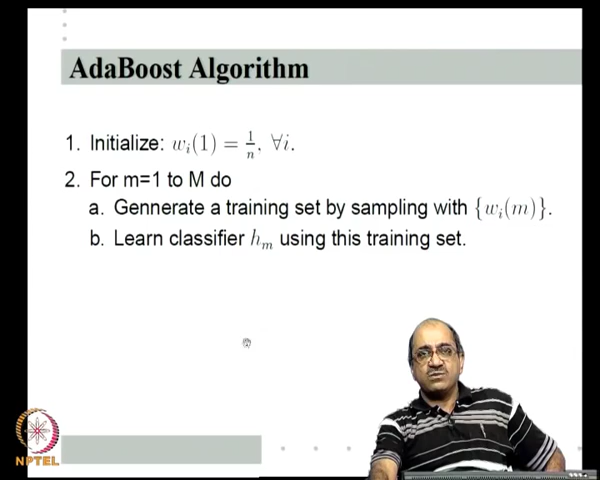 AdaBoost Algorithm
1. Initialize: w_i(1) = 1/n, ∀i.
2. For m=1 to M do
a. Gennerate a training set by sampling with {w_i(m)}.
b. Learn classifier h_m using this training set.
NPTEL